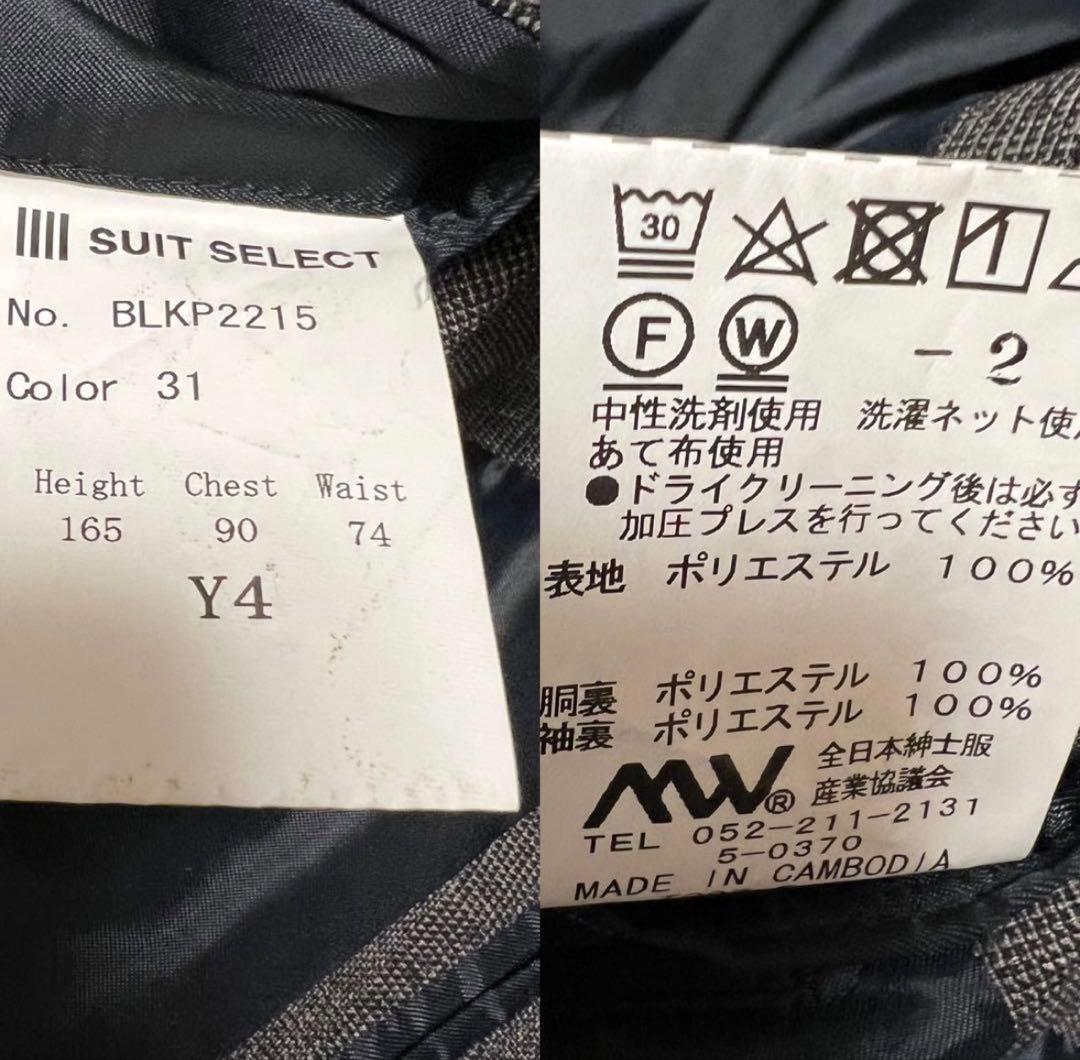 SUIT SELECT
No. BLKP2215
Color 31
Height Chest Waist
165 90 74
Y4
30
F W - 2
中性洗剤使用 洗濯ネット使
あて布使用
●ドライクリーニング後は必ず
加圧プレスを行ってください
表地 ポリエステル 100%
胴裏 ポリエステル 100%
袖裏 ポリエステル 100%
MW® 全日本紳士服
産業協議会
TEL 052-211-2131
5-0370
MADE IN CAMBODIA